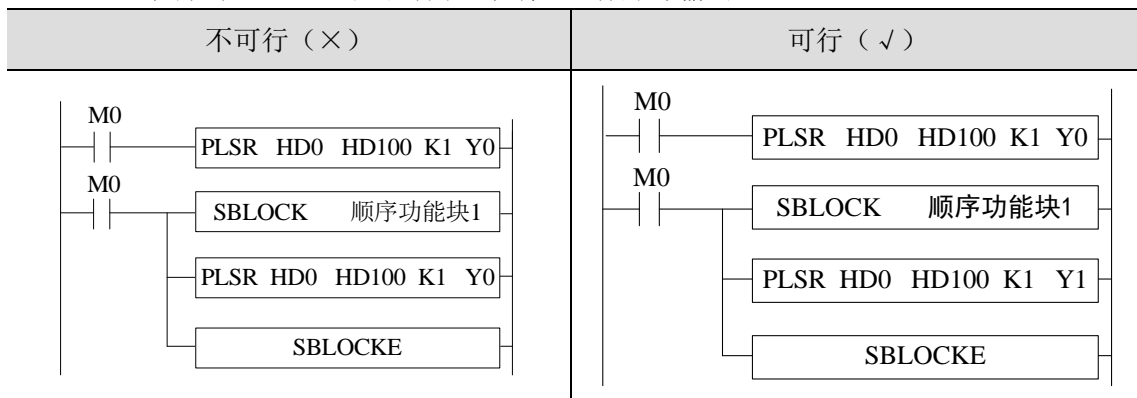 不可行（×）
可行（√）
M0
PLSR HD0 HD100 K1 Y0
M0
SBLOCK 顺序功能块1
PLSR HD0 HD100 K1 Y0
SBLOCKE
M0
PLSR HD0 HD100 K1 Y0
M0
SBLOCK 顺序功能块1
PLSR HD0 HD100 K1 Y1
SBLOCKE